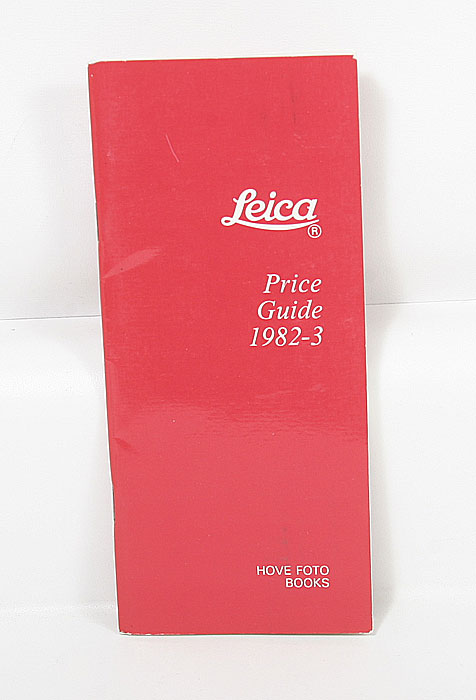 Leica
®
Price
Guide
1982-3
HOVE FOTO
BOOKS